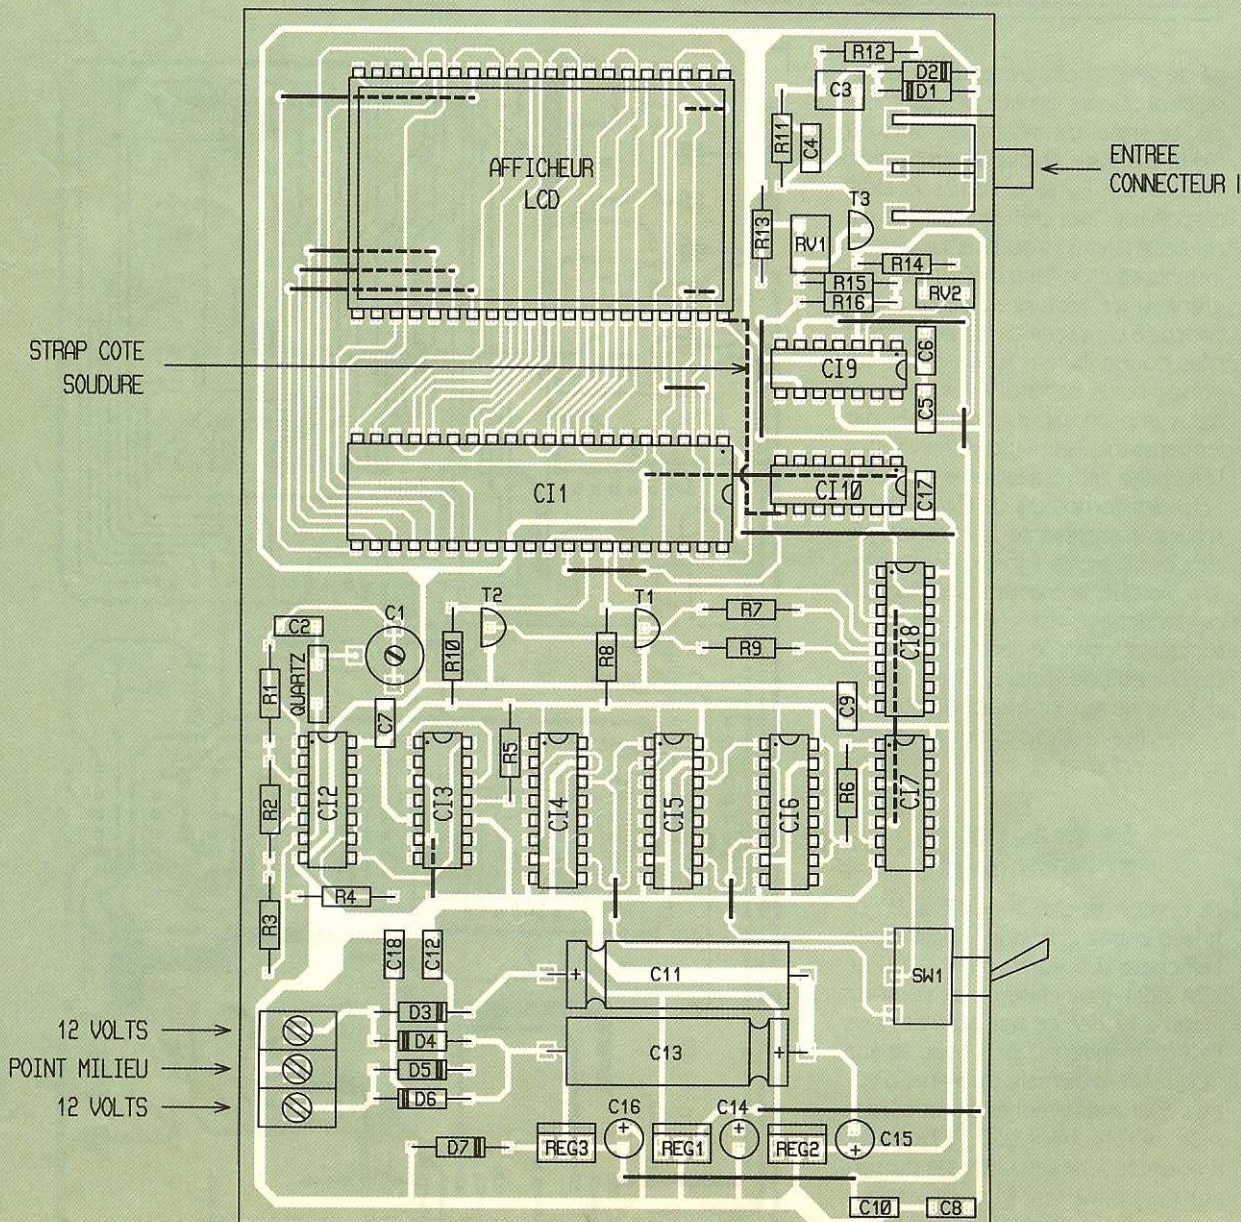 R12
D2
C3
D1
R11
C4
ENTREE
CONNECTEUR I
AFFICHEUR
LCD
T3
R13
RV1
R14
R15
RV2
R16
STRAP COTE
SOUDURE
CI9
C6
C5
CI1
CI10
C17
C2
C1
T2
T1
R7
R9
CI8
R10
R8
R1
QUARTZ
C7
C9
R5
R2
CI2
CI3
CI4
CI5
CI6
R6
CI7
R4
R3
C18
C12
C11
+
SW1
12 VOLTS
D3
D4
C13
+
POINT MILIEU
D5
12 VOLTS
D6
C16
+
C14
+
C15
+
D7
REG3
REG1
REG2
C10
C8